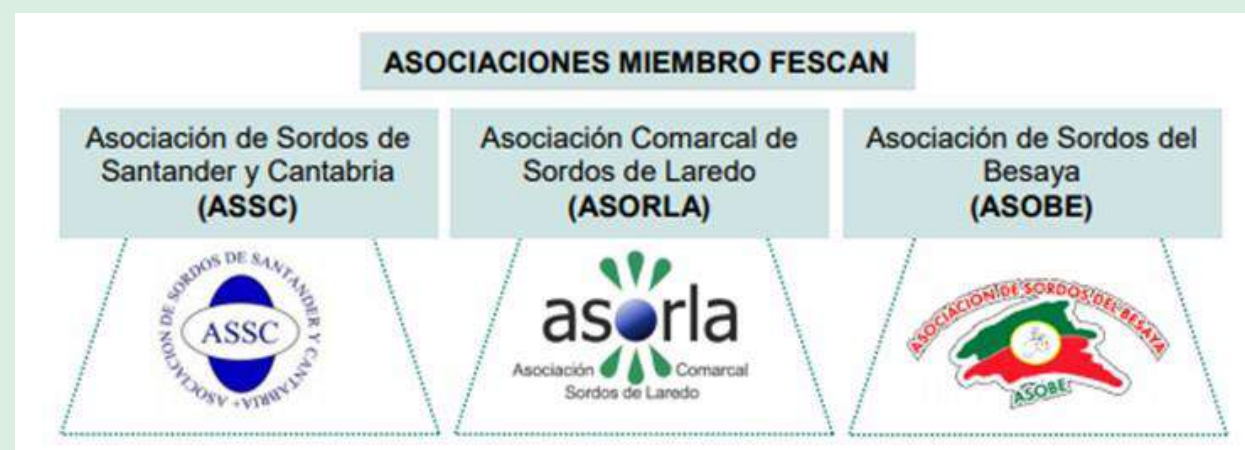 ASOCIACIONES MIEMBRO FESCAN
Asociación de Sordos de
Santander y Cantabria
(ASSC)
Asociación Comarcal de
Sordos de Laredo
(ASORLA)
Asociación de Sordos del
Besaya
(ASOBE)
ASOCIACION DE SORDOS DE SANTANDER Y CANTABRIA+
ASSC
asorla
Asociación Comarcal
Sordos de Laredo
ASOCIACION DE SORDOS DEL BESAYA
ASOBE